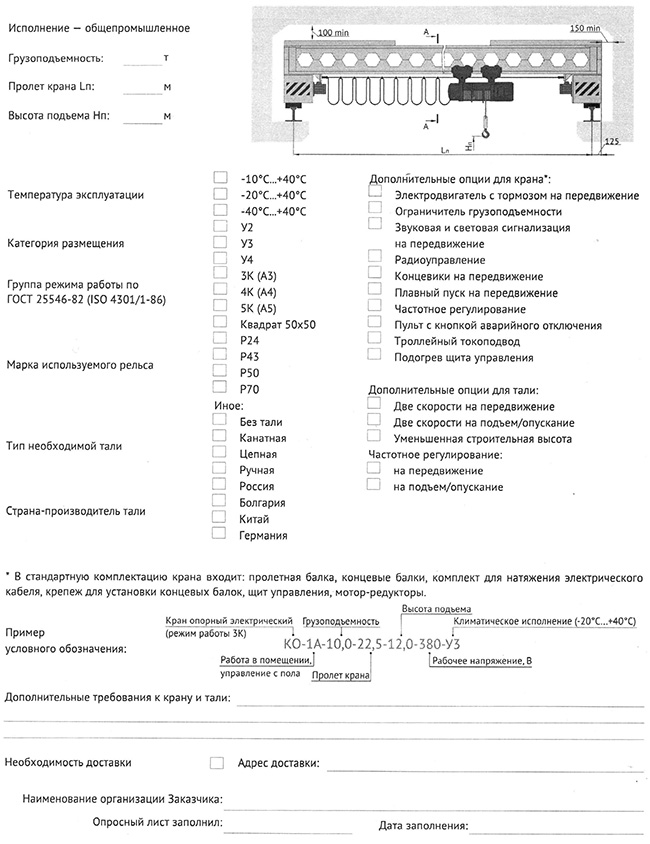 Исполнение — общепромышленное
Грузоподъемность: т
Пролет крана Lп: м
Высота подъема Нп: м
100 min
А
150 min
А
Нп
Lп
125
Температура эксплуатации
-10°С...+40°С
-20°С...+40°С
-40°С...+40°С
Категория размещения
У2
У3
У4
Группа режима работы по
ГОСТ 25546-82 (ISO 4301/1-86)
3К (А3)
4К (А4)
5К (А5)
Марка используемого рельса
Квадрат 50х50
Р24
Р43
Р50
Р70
Иное:
Тип необходимой тали
Без тали
Канатная
Цепная
Ручная
Страна-производитель тали
Россия
Болгария
Китай
Германия
Дополнительные опции для крана*:
Электродвигатель с тормозом на передвижение
Ограничитель грузоподъемности
Звуковая и световая сигнализация
на передвижение
Радиоуправление
Концевики на передвижение
Плавный пуск на передвижение
Частотное регулирование
Пульт с кнопкой аварийного отключения
Троллейный токоподвод
Подогрев щита управления
Дополнительные опции для тали:
Две скорости на передвижение
Две скорости на подъем/опускание
Уменьшенная строительная высота
Частотное регулирование:
на передвижение
на подъем/опускание
* В стандартную комплектацию крана входит: пролетная балка, концевые балки, комплект для натяжения электрического
кабеля, крепеж для установки концевых балок, щит управления, мотор-редукторы.
Пример
условного обозначения:
Кран опорный электрический
(режим работы 3К)
Грузоподъемность
Высота подъема
Климатическое исполнение (-20°С...+40°С)
КО-1А-10,0-22,5-12,0-380-У3
Работа в помещении,
управление с пола
Пролет крана
Рабочее напряжение, В
Дополнительные требования к крану и тали:
Необходимость доставки
Адрес доставки:
Наименование организации Заказчика:
Опросный лист заполнил:
Дата заполнения: